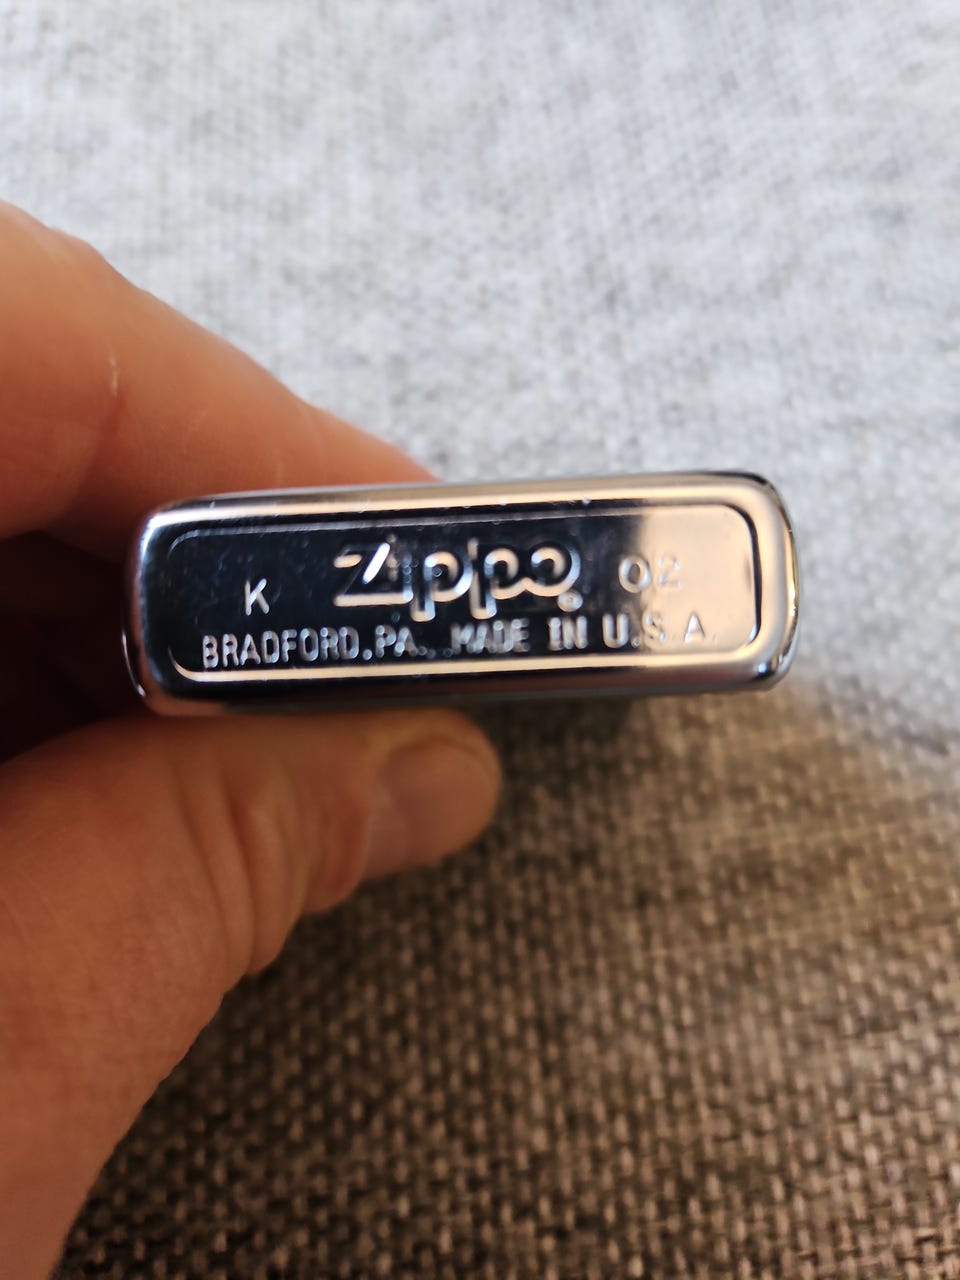 K Zippo® 02
BRADFORD,PA. MADE IN U.S.A.